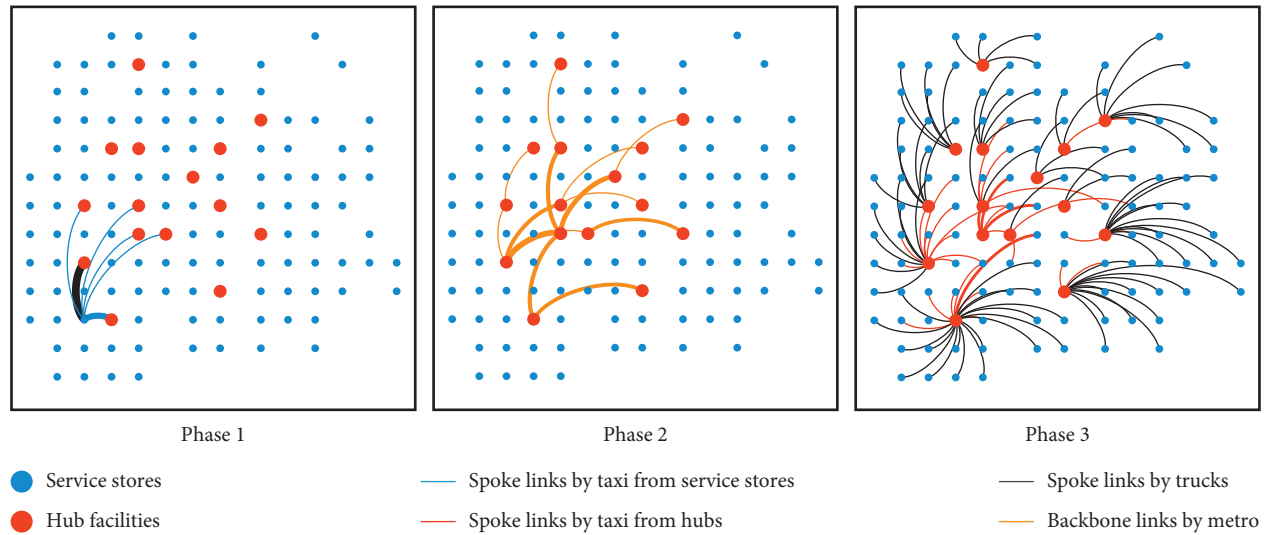 Phase 1
Phase 2
Phase 3
Service stores
Spoke links by taxi from service stores
Spoke links by trucks
Hub facilities
Spoke links by taxi from hubs
Backbone links by metro